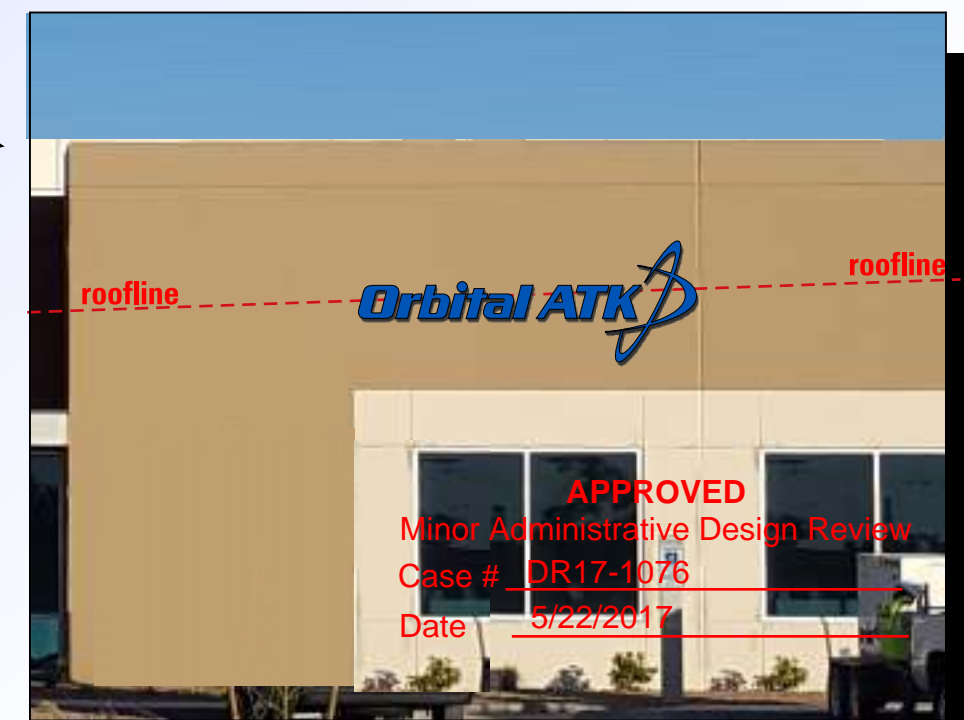 roofline
roofline
Orbital ATK
APPROVED
Minor Administrative Design Review
Case # DR17-1076
Date 5/22/2017